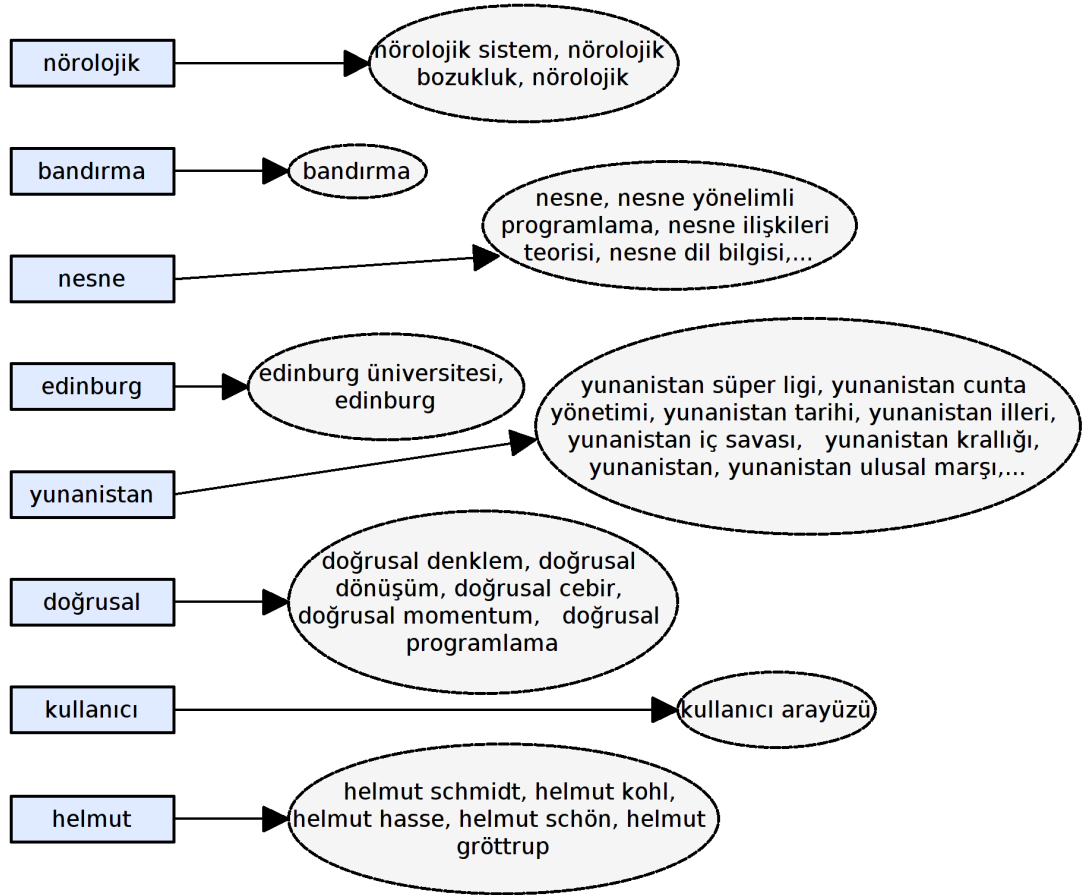 nörolojik
nörolojik sistem, nörolojik
bozukluk, nörolojik
bandırma
bandırma
nesne
nesne, nesne yönelimli
programlama, nesne ilişkileri
teorisi, nesne dil bilgisi,...
edinburg
edinburg üniversitesi,
edinburg
yunanistan
yunanistan süper ligi, yunanistan cunta
yönetimi, yunanistan tarihi, yunanistan illeri,
yunanistan iç savası, yunanistan krallığı,
yunanistan, yunanistan ulusal marşı,...
doğrusal
doğrusal denklem, doğrusal
dönüşüm, doğrusal cebir,
doğrusal momentum, doğrusal
programlama
kullanıcı
kullanıcı arayüzü
helmut
helmut schmidt, helmut kohl,
helmut hasse, helmut schön, helmut
gröttrup